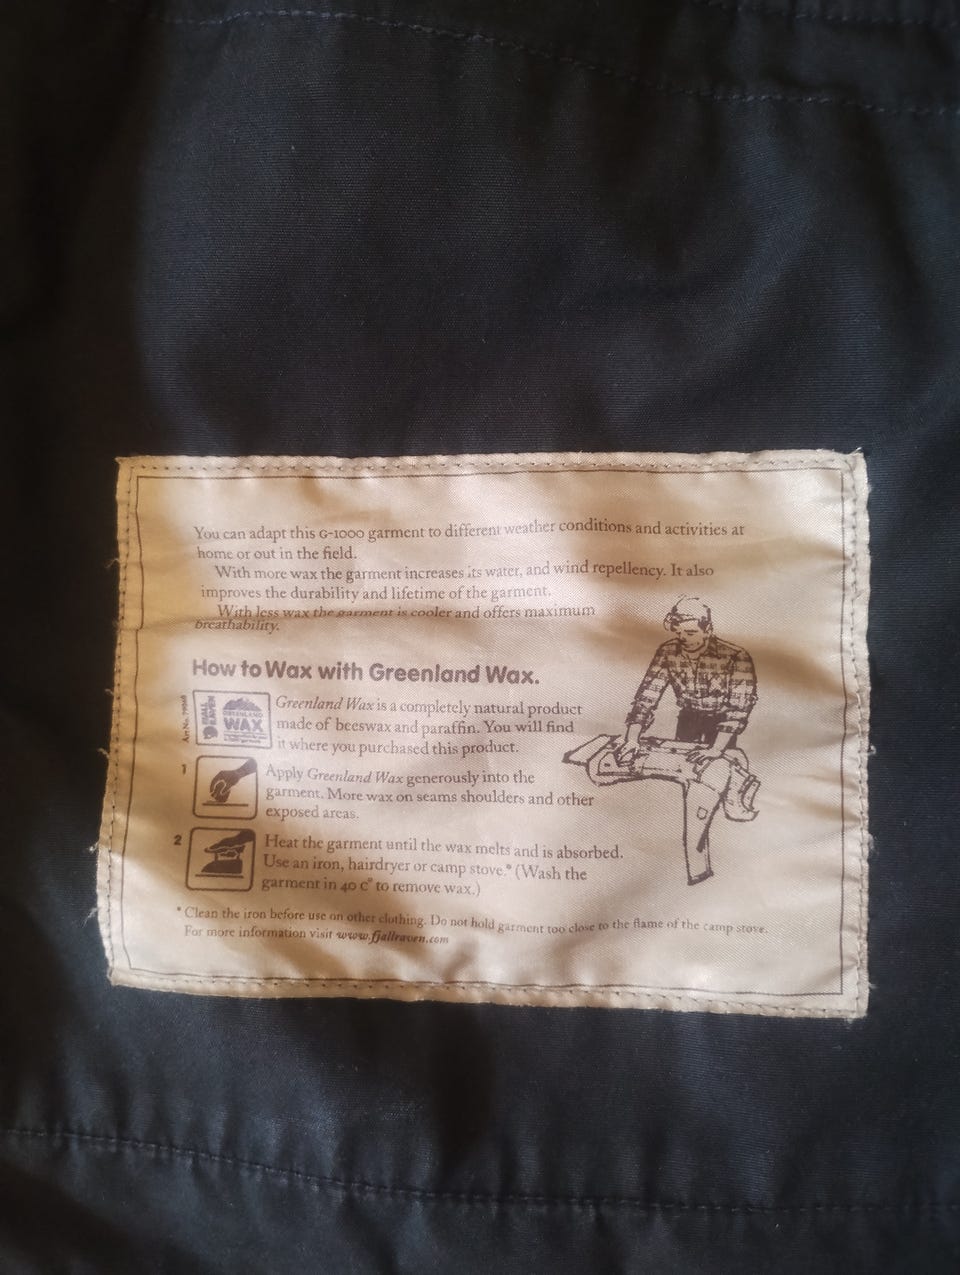 You can adapt this G-1000 garment to different weather conditions and activities at
home or out in the field.
With more wax the garment increases its water, and wind repellency. It also
improves the durability and lifetime of the garment.
With less wax the garment is cooler and offers maximum
breathability.
How to Wax with Greenland Wax.
Art.No. 79060
FJÄLL
RÄVEN
GREENLAND
WAX
Greenland Wax is a completely natural product
made of beeswax and paraffin. You will find
it where you purchased this product.
1
Apply Greenland Wax generously into the
garment. More wax on seams shoulders and other
exposed areas.
2
Heat the garment until the wax melts and is absorbed.
Use an iron, hairdryer or camp stove.* (Wash the
garment in 40 c° to remove wax.)
* Clean the iron before use on other clothing. Do not hold garment too close to the flame of the camp stove.
For more information visit www.fjallraven.com